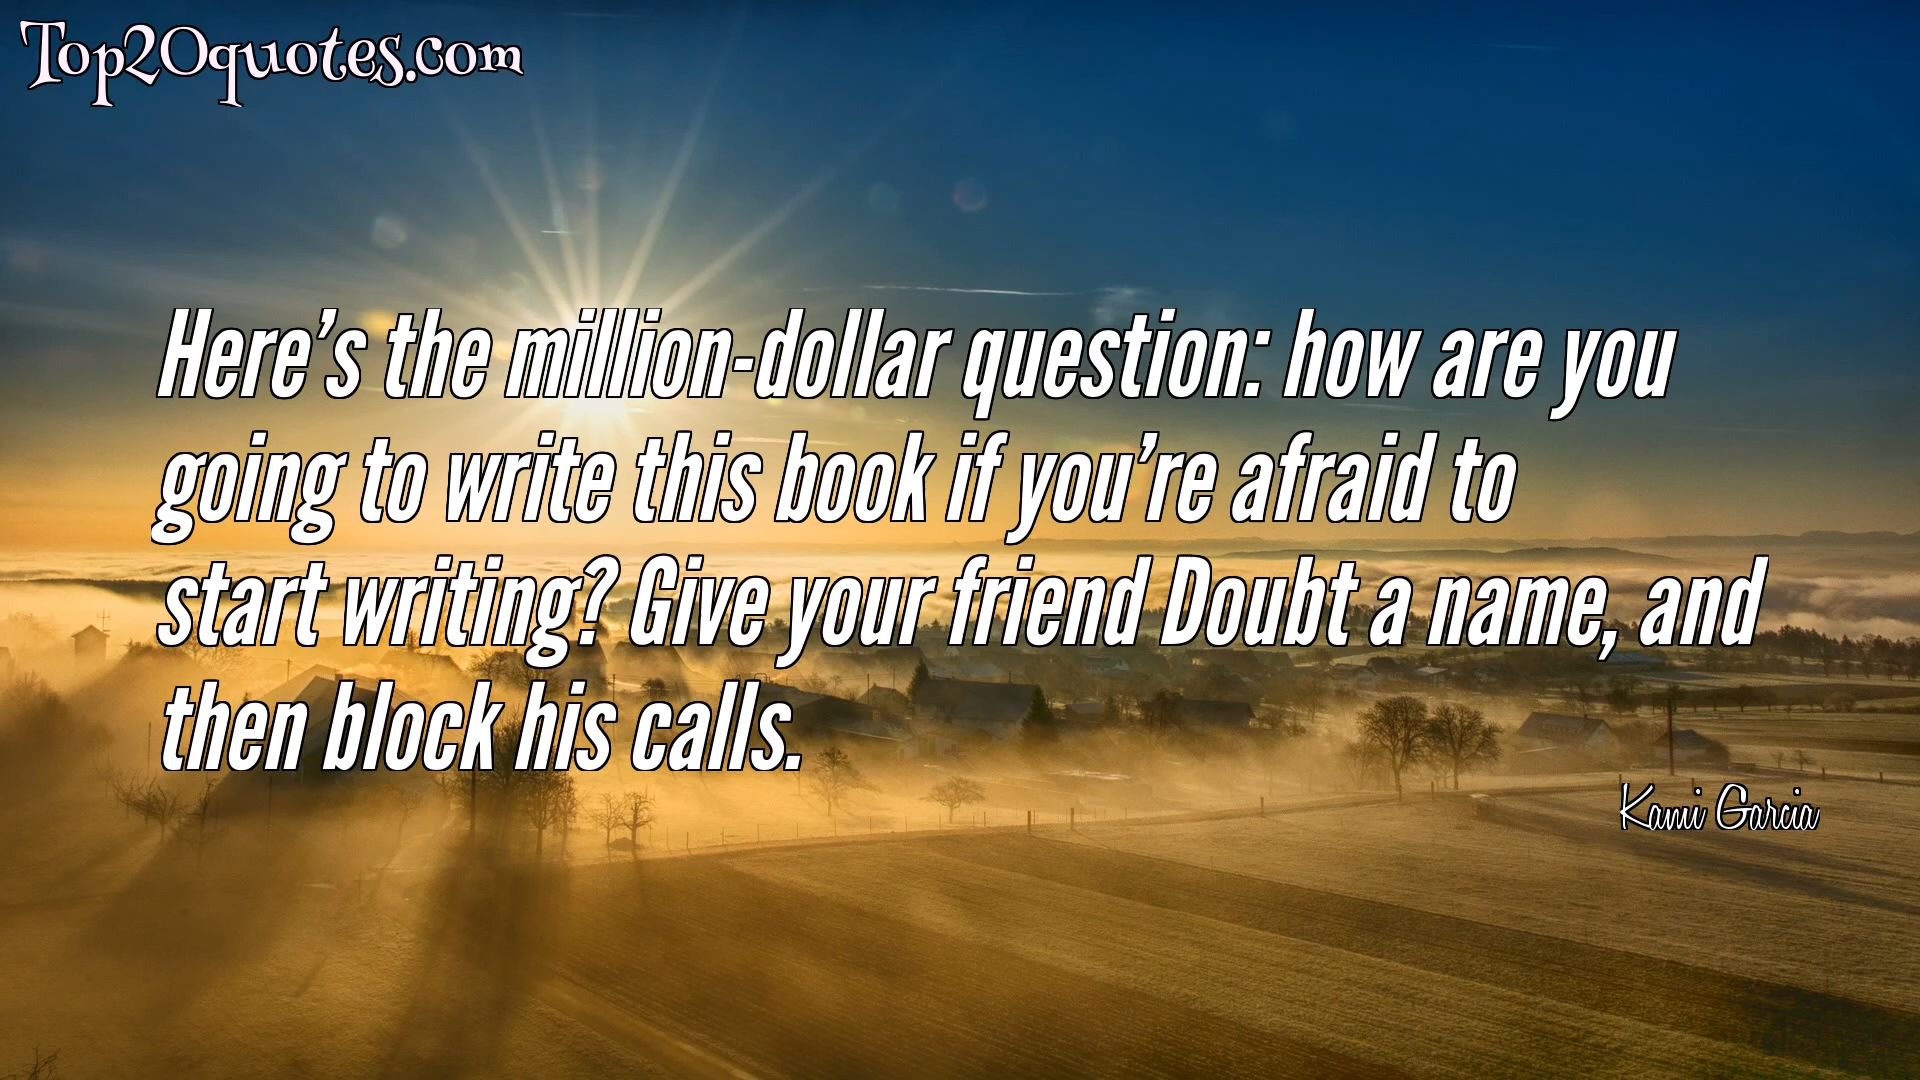 Top20quotes.com
Here's the million-dollar question: how are you
going to write this book if you're afraid to
start writing? Give your friend Doubt a name, and
then block his calls.
Kami Garcia